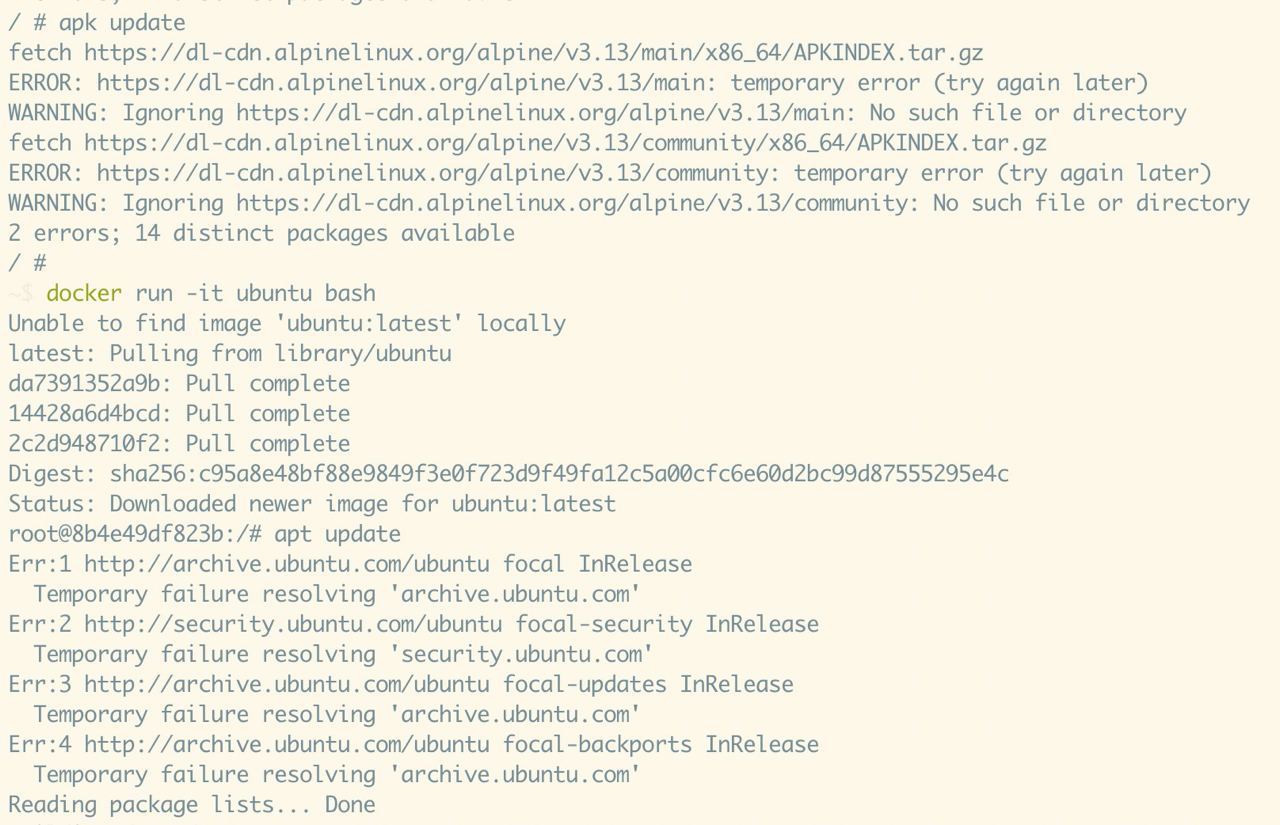 / # apk update
fetch https://dl-cdn.alpinelinux.org/alpine/v3.13/main/x86_64/APKINDEX.tar.gz
ERROR: https://dl-cdn.alpinelinux.org/alpine/v3.13/main: temporary error (try again later)
WARNING: Ignoring https://dl-cdn.alpinelinux.org/alpine/v3.13/main: No such file or directory
fetch https://dl-cdn.alpinelinux.org/alpine/v3.13/community/x86_64/APKINDEX.tar.gz
ERROR: https://dl-cdn.alpinelinux.org/alpine/v3.13/community: temporary error (try again later)
WARNING: Ignoring https://dl-cdn.alpinelinux.org/alpine/v3.13/community: No such file or directory
2 errors; 14 distinct packages available
/ #
~$ docker run -it ubuntu bash
Unable to find image 'ubuntu:latest' locally
latest: Pulling from library/ubuntu
da7391352a9b: Pull complete
14428a6d4bcd: Pull complete
2c2d948710f2: Pull complete
Digest: sha256:c95a8e48bf88e9849f3e0f723d9f49fa12c5a00cfc6e60d2bc99d87555295e4c
Status: Downloaded newer image for ubuntu:latest
root@8b4e49df823b:/# apt update
Err:1 http://archive.ubuntu.com/ubuntu focal InRelease
  Temporary failure resolving 'archive.ubuntu.com'
Err:2 http://security.ubuntu.com/ubuntu focal-security InRelease
  Temporary failure resolving 'security.ubuntu.com'
Err:3 http://archive.ubuntu.com/ubuntu focal-updates InRelease
  Temporary failure resolving 'archive.ubuntu.com'
Err:4 http://archive.ubuntu.com/ubuntu focal-backports InRelease
  Temporary failure resolving 'archive.ubuntu.com'
Reading package lists... Done